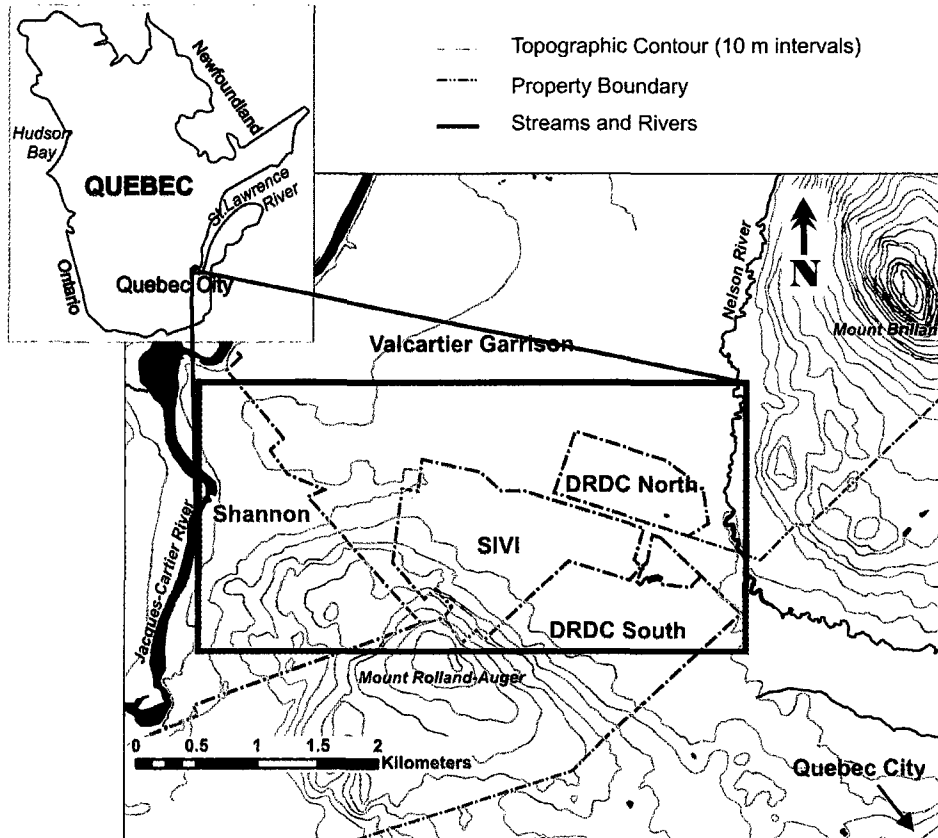 Topographic Contour (10 m intervals)
Property Boundary
Streams and Rivers
Newfoundland
Hudson
Bay
QUEBEC
St.Lawrence
River
Ontario
Quebec City
N
Nelson River
Mount Brillan
Valcartier Garrison
DRDC North
Shannon
SIVI
Jacques-Cartier River
DRDC South
Mount Rolland-Auger
0 0.5 1 1.5 2
Kilometers
Quebec City